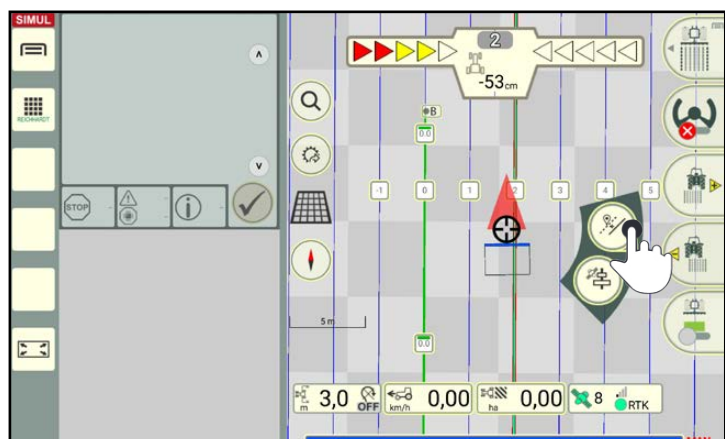 SIMUL
REICHHARDT
STOP
2
-53cm
B
0.0
-1 0 1 2 3 4 5
5 m
0.0
m 3,0 OFF
km/h 0,00
ha 0,00
8 RTK